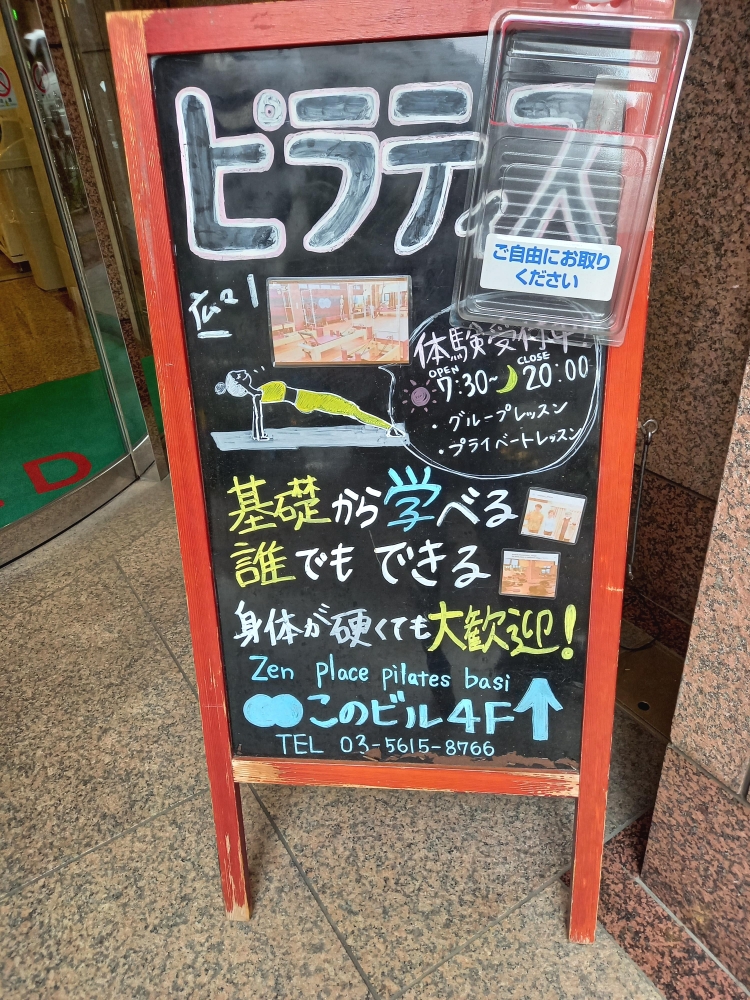 ピラティス
ご自由にお取り
ください
広々
体験受付中
OPEN
CLOSE
7:30~ 20:00
・グループレッスン
・プライベートレッスン
基礎から学べる
誰でもできる
身体が硬くても大歓迎!
Zen place pilates basi
このビル4F
TEL 03-5615-8766
D